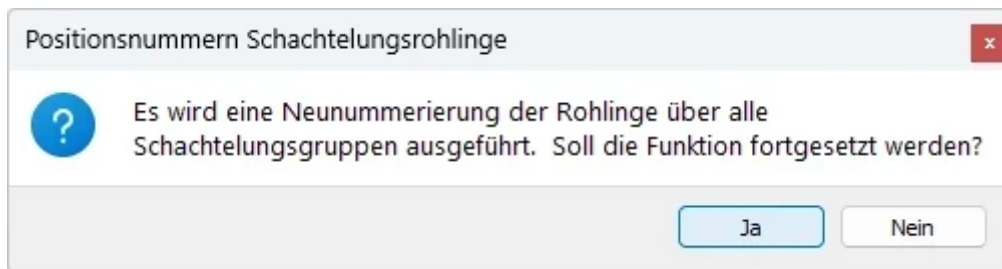 Positionsnummern Schachtelungsrohlinge
x
?
Es wird eine Neunummerierung der Rohlinge über alle
Schachtelungsgruppen ausgeführt.  Soll die Funktion fortgesetzt werden?
Ja
Nein